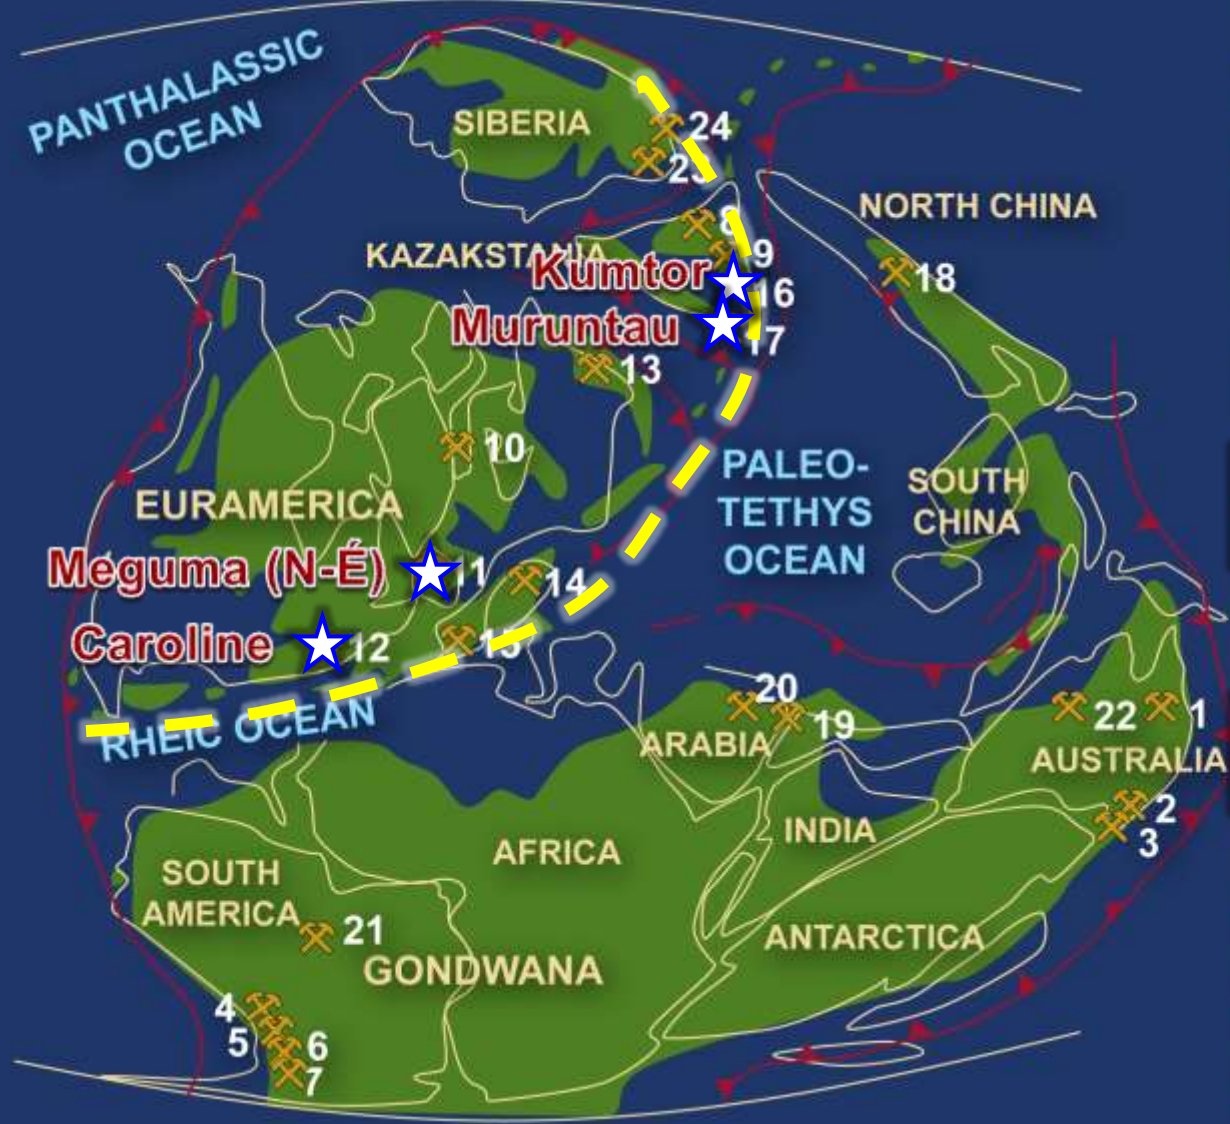 PANTHALASSIC
OCEAN
SIBERIA
24
23
NORTH CHINA
8
KAZAKSTANIA
9
Kumtor
18
16
Muruntau
17
13
10
PALEO-
TETHYS
OCEAN
SOUTH
CHINA
EURAMERICA
Meguma (N-É)
11
14
Caroline
12
15
RHEIC OCEAN
20
19
ARABIA
22
1
AUSTRALIA
2
3
INDIA
AFRICA
SOUTH
AMERICA
21
ANTARCTICA
GONDWANA
4
5
6
7